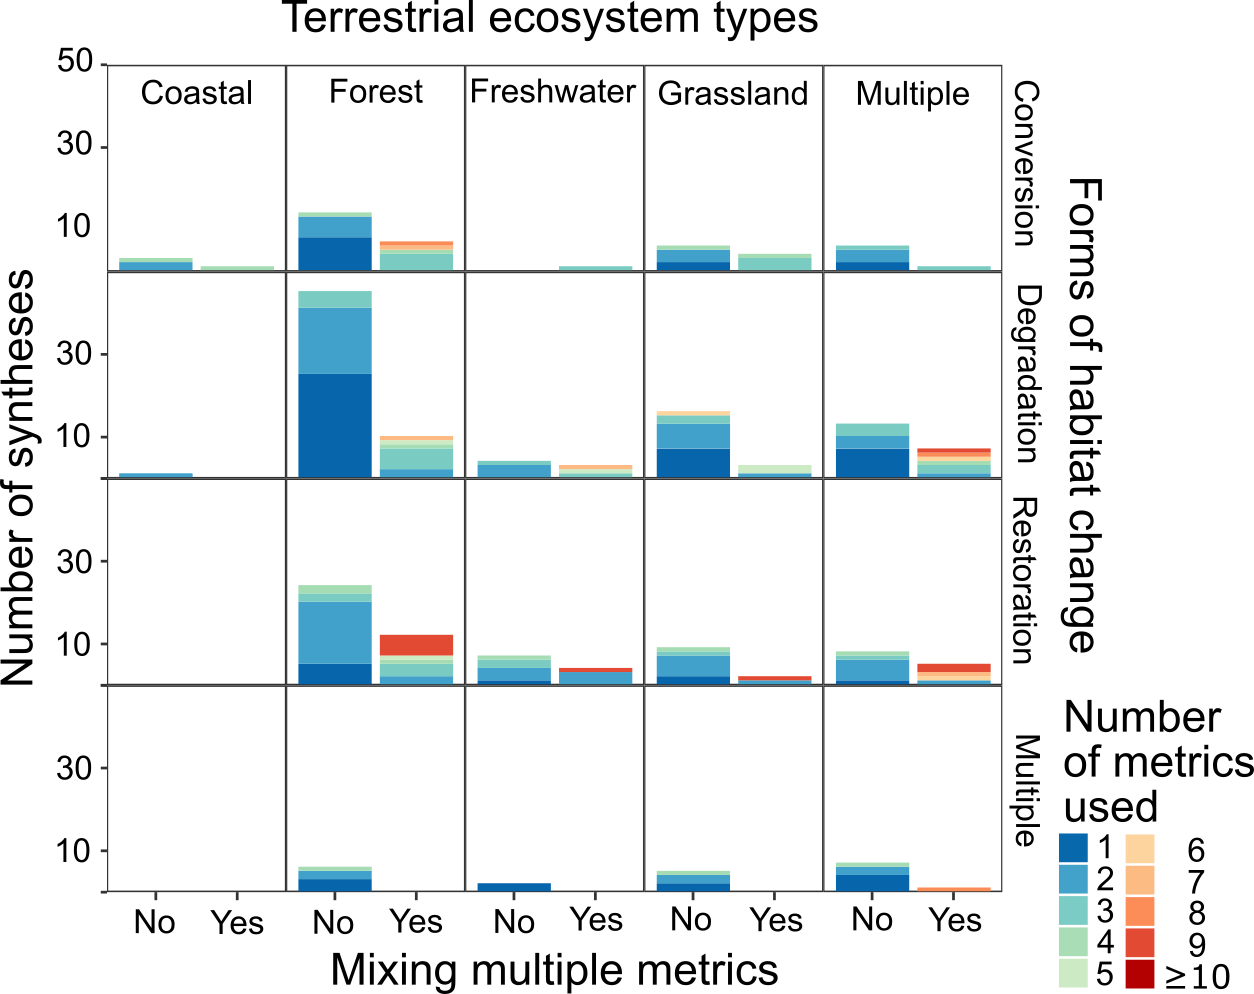 Terrestrial ecosystem types
50
30
10
Coastal
Forest
Freshwater
Grassland
Multiple
Conversion
30
10
Degradation
30
10
Restoration
30
10
Multiple
Number of syntheses
Forms of habitat change
No
Yes
No
Yes
No
Yes
No
Yes
No
Yes
Mixing multiple metrics
Number
of metrics
used
1
2
3
4
5
6
7
8
9
≥10